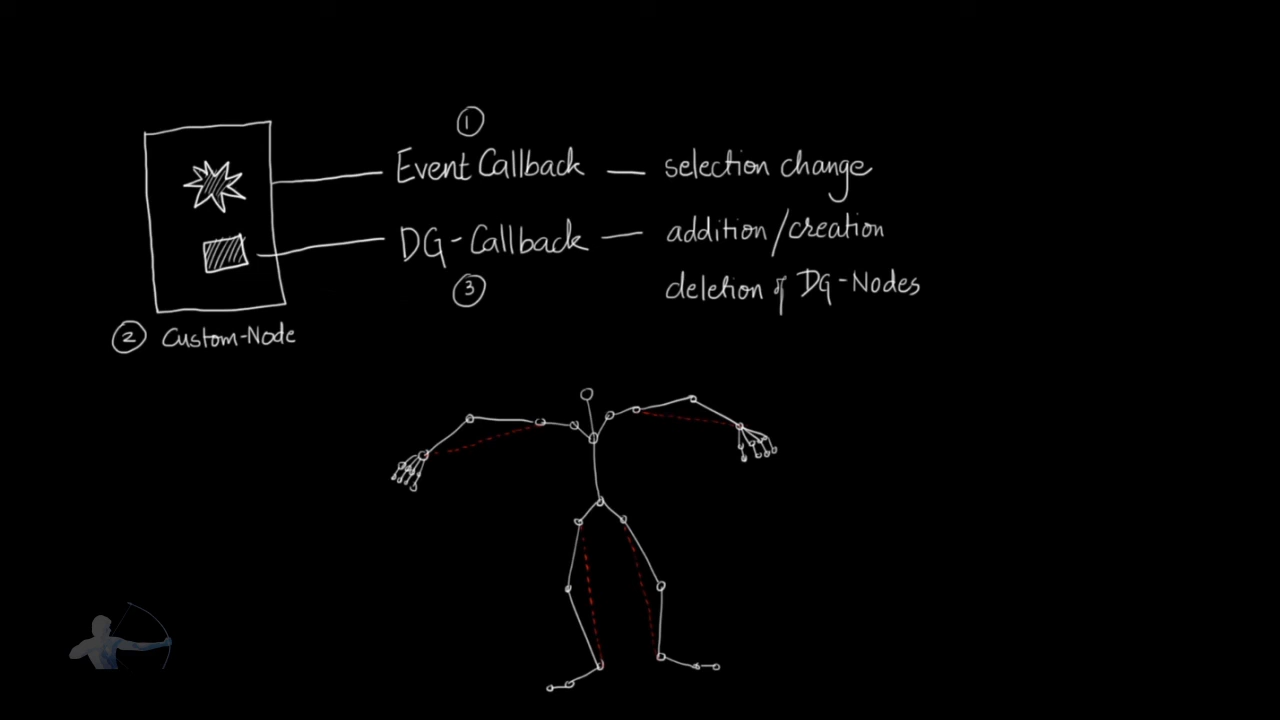 ①
Event Callback — selection change
DG-Callback — addition/creation
deletion of DG-Nodes
③
② Custom-Node